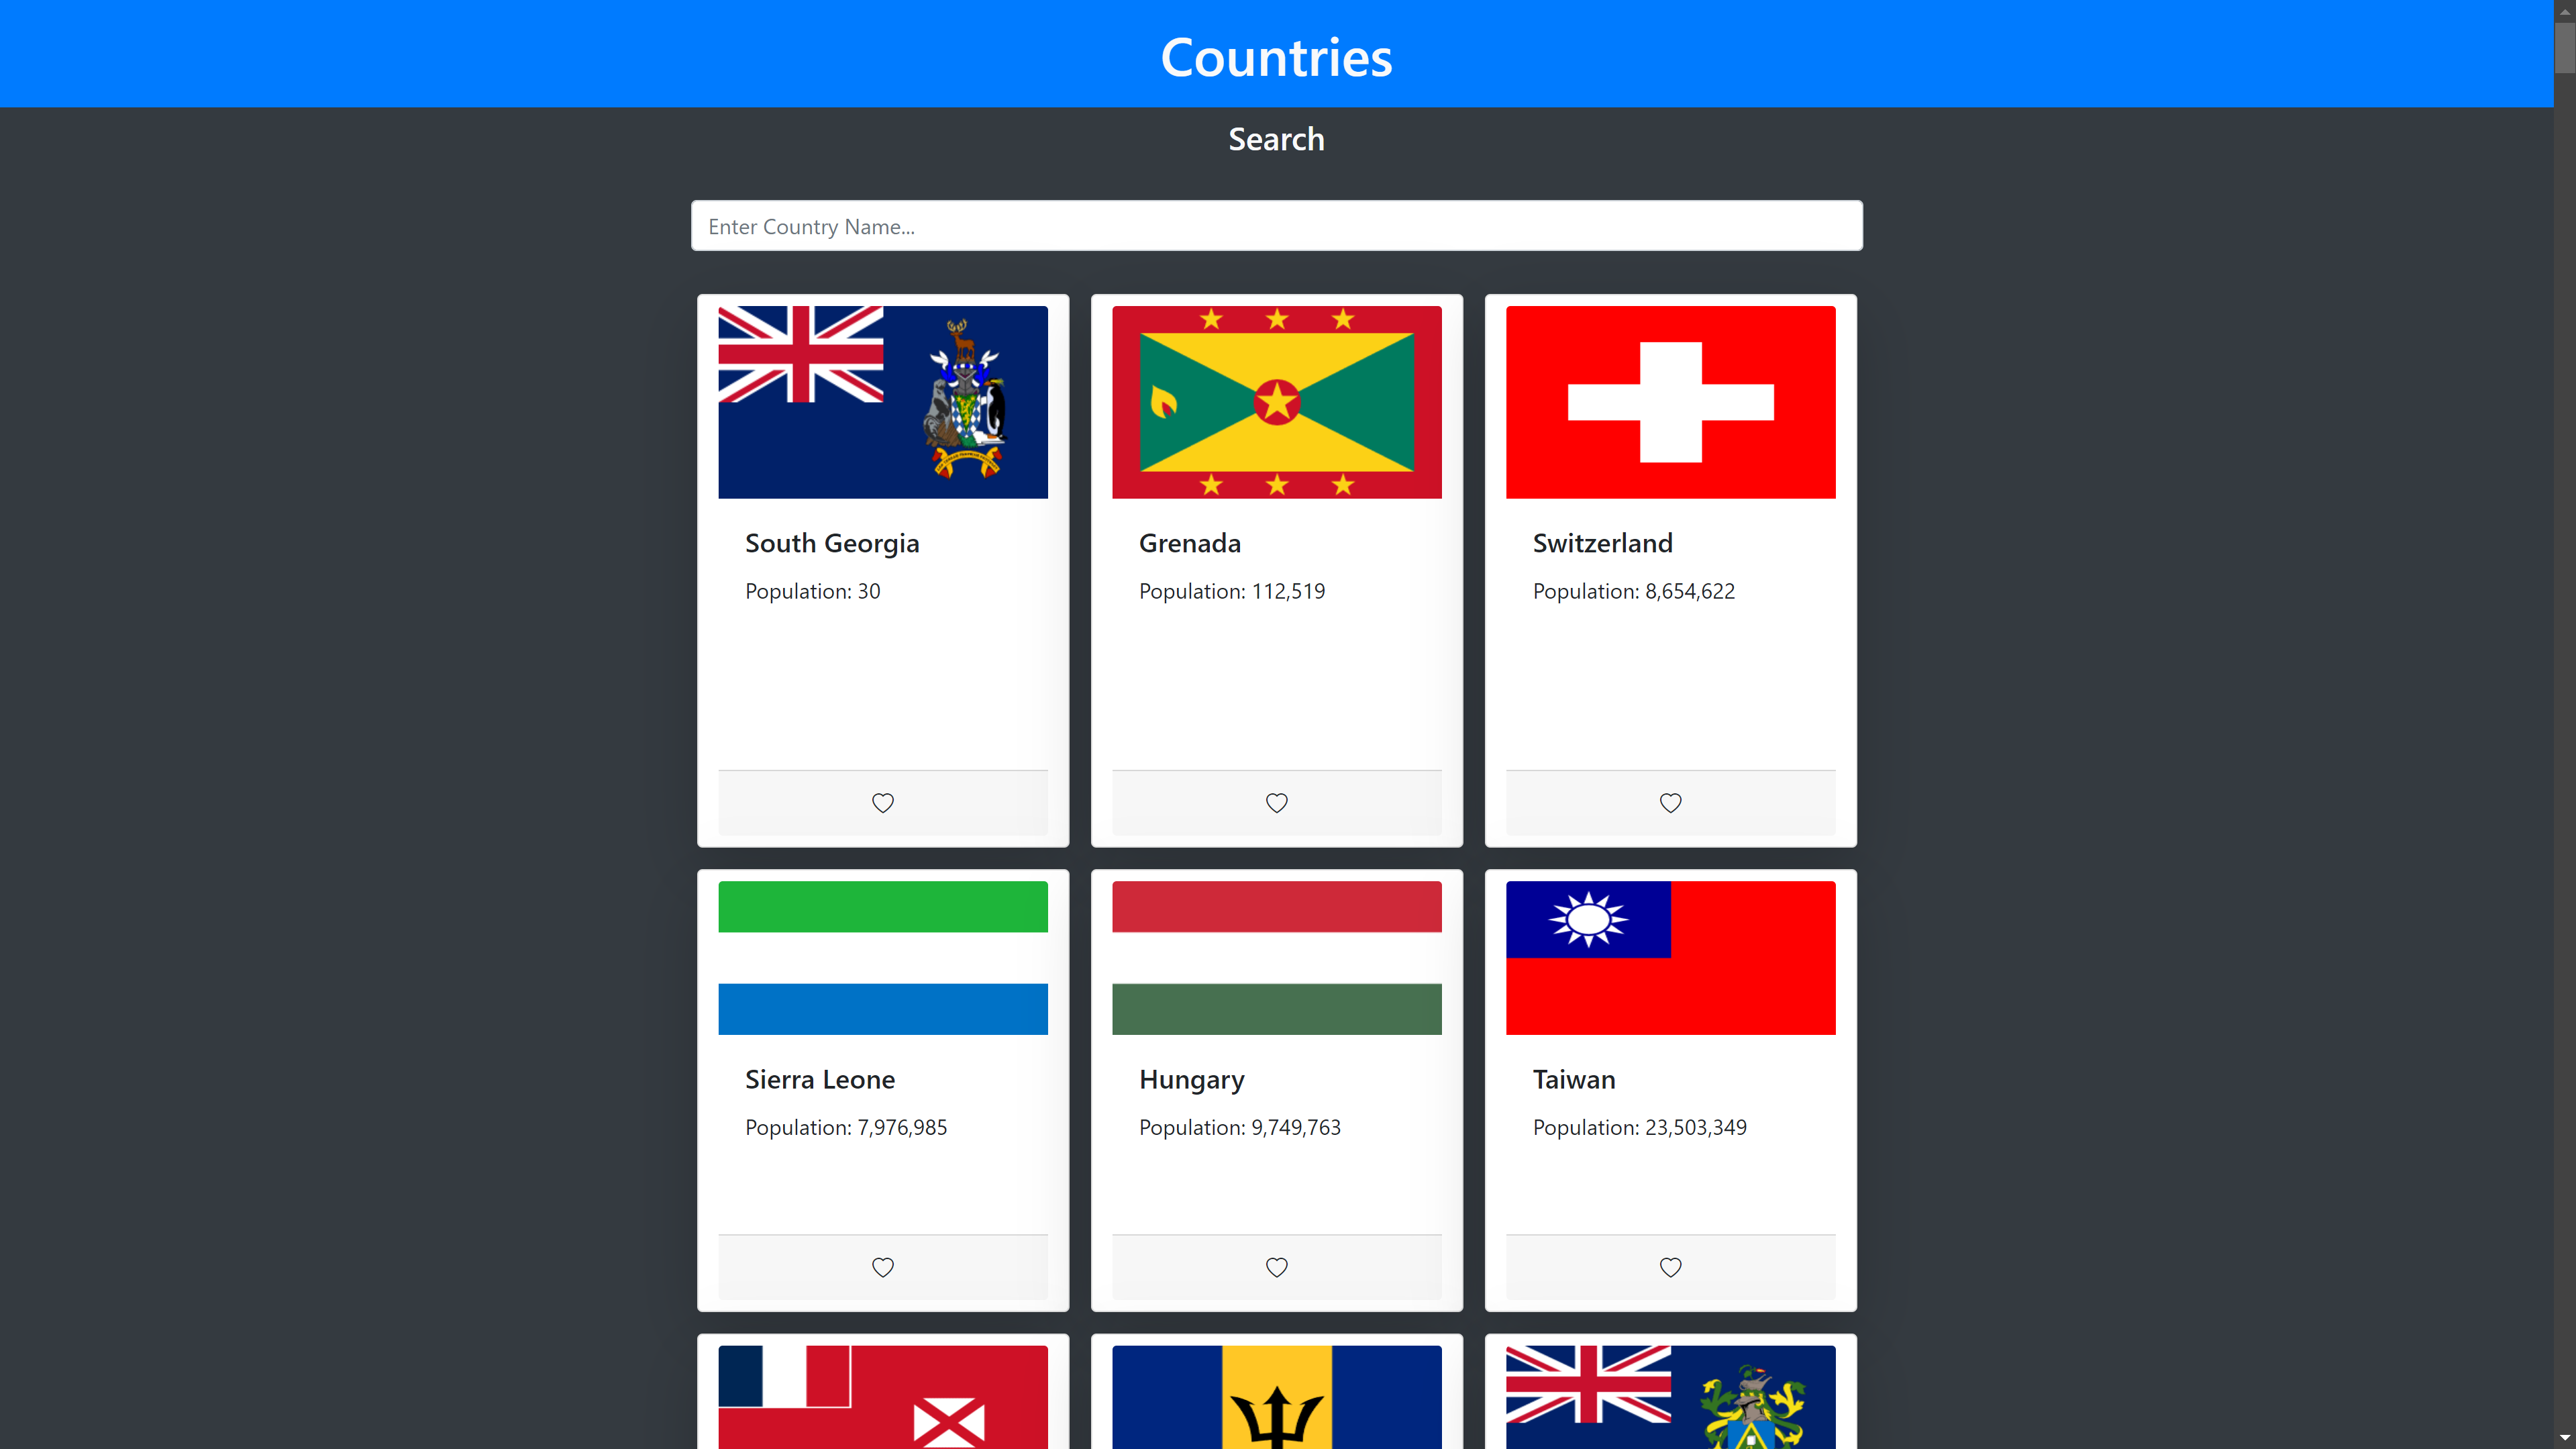 Countries
Search
Enter Country Name...
South Georgia
Population: 30
Grenada
Population: 112,519
Switzerland
Population: 8,654,622
Sierra Leone
Population: 7,976,985
Hungary
Population: 9,749,763
Taiwan
Population: 23,503,349